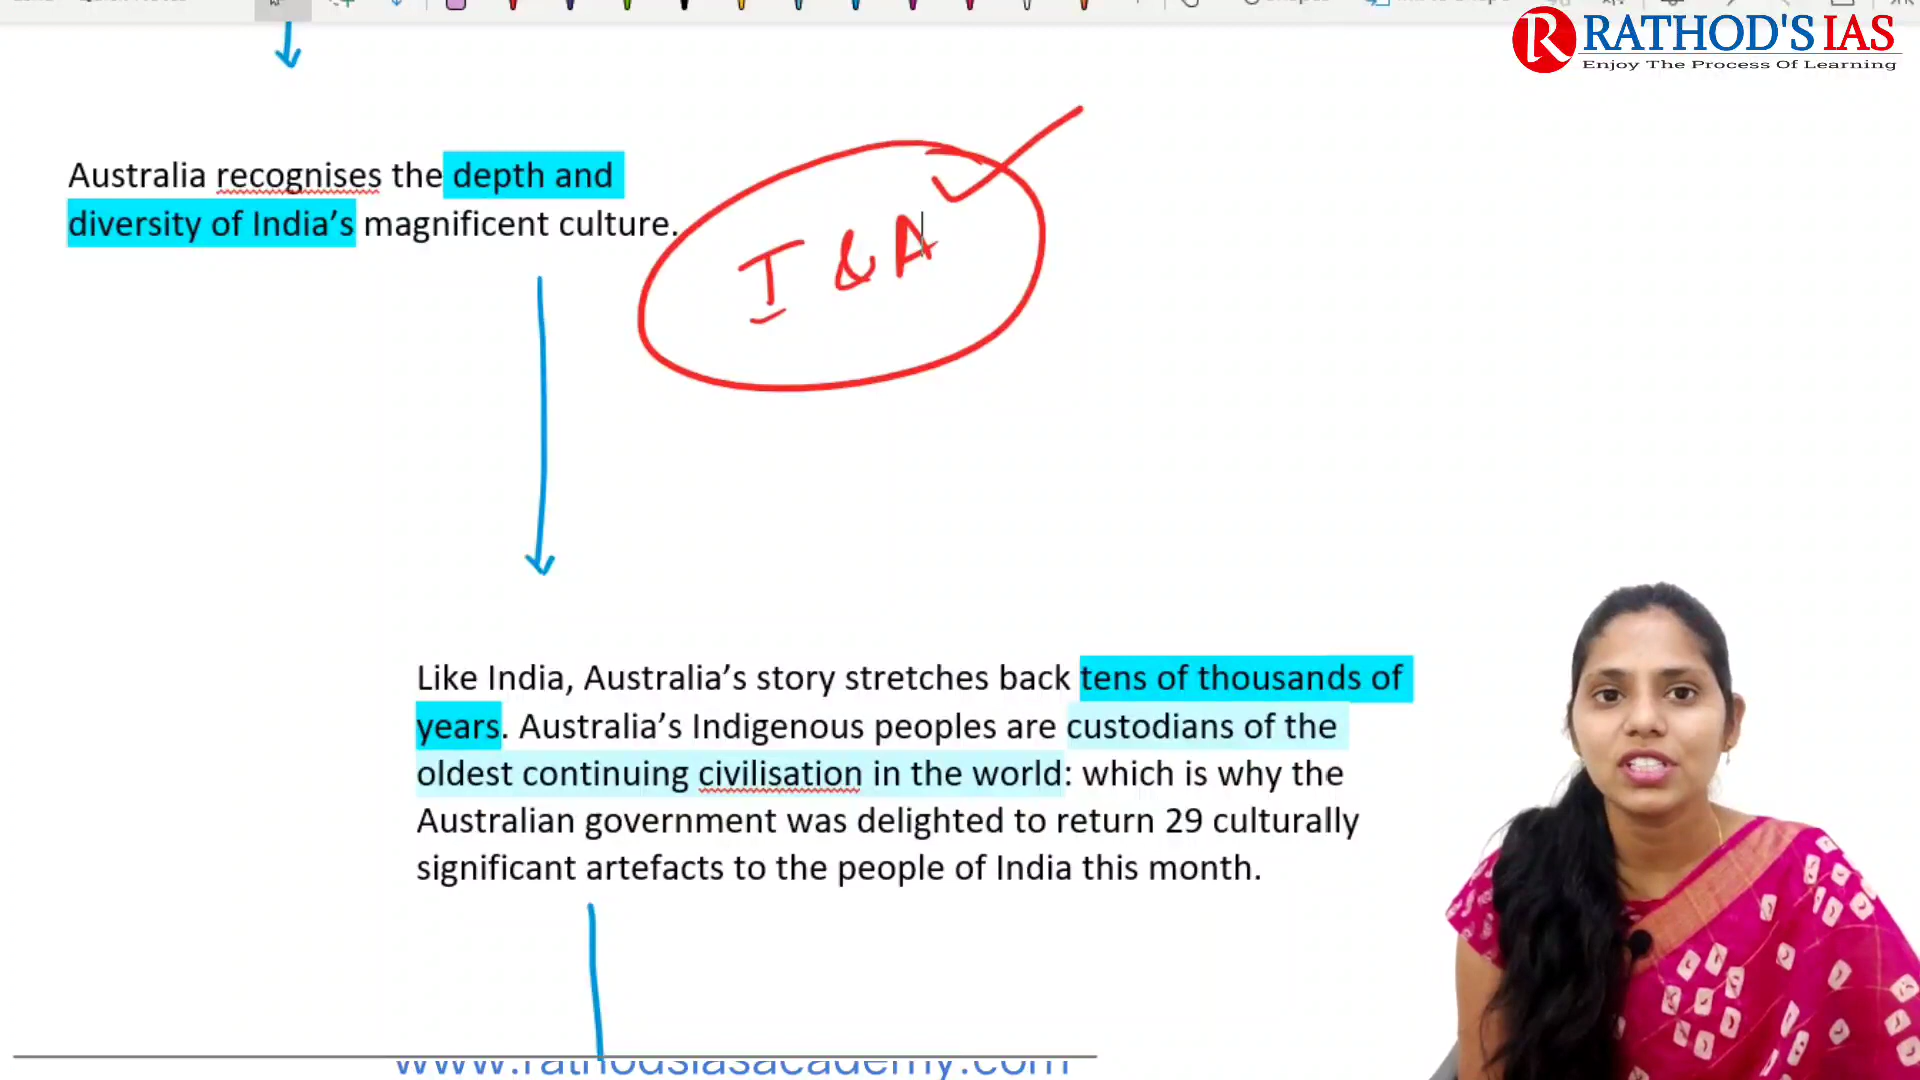 RATHOD'S IAS
Enjoy The Process Of Learning
Australia recognises the depth and
diversity of India’s magnificent culture.
I & A
Like India, Australia’s story stretches back tens of thousands of
years. Australia’s Indigenous peoples are custodians of the
oldest continuing civilisation in the world: which is why the
Australian government was delighted to return 29 culturally
significant artefacts to the people of India this month.
www.rathodsiasacademy.com